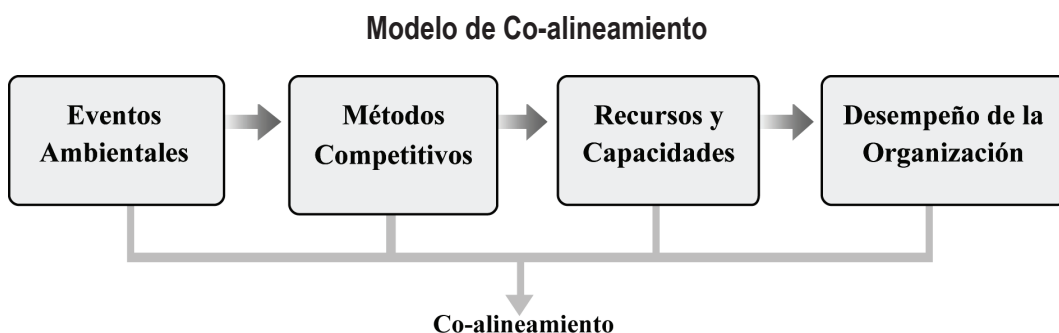 Modelo de Co-alineamiento
Eventos
Ambientales
Métodos
Competitivos
Recursos y
Capacidades
Desempeño de la
Organización
Co-alineamiento